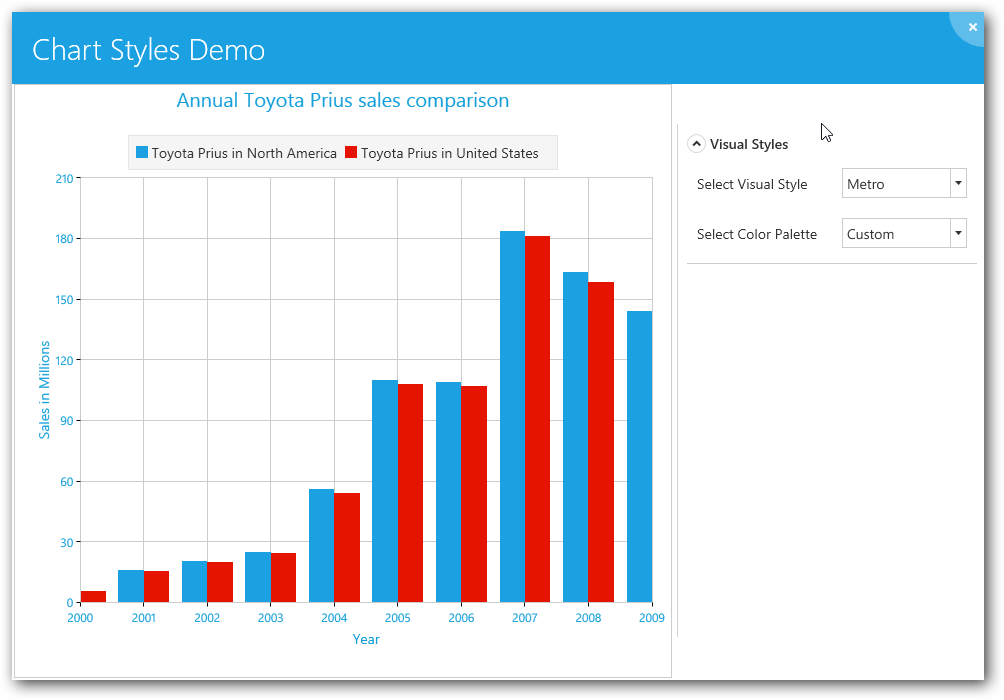 Chart Styles Demo
Annual Toyota Prius sales comparison
Toyota Prius in North America Toyota Prius in United States
Sales in Millions
210
180
150
120
90
60
30
0
2000 2001 2002 2003 2004 2005 2006 2007 2008 2009
Year
Visual Styles
Select Visual Style Metro
Select Color Palette Custom